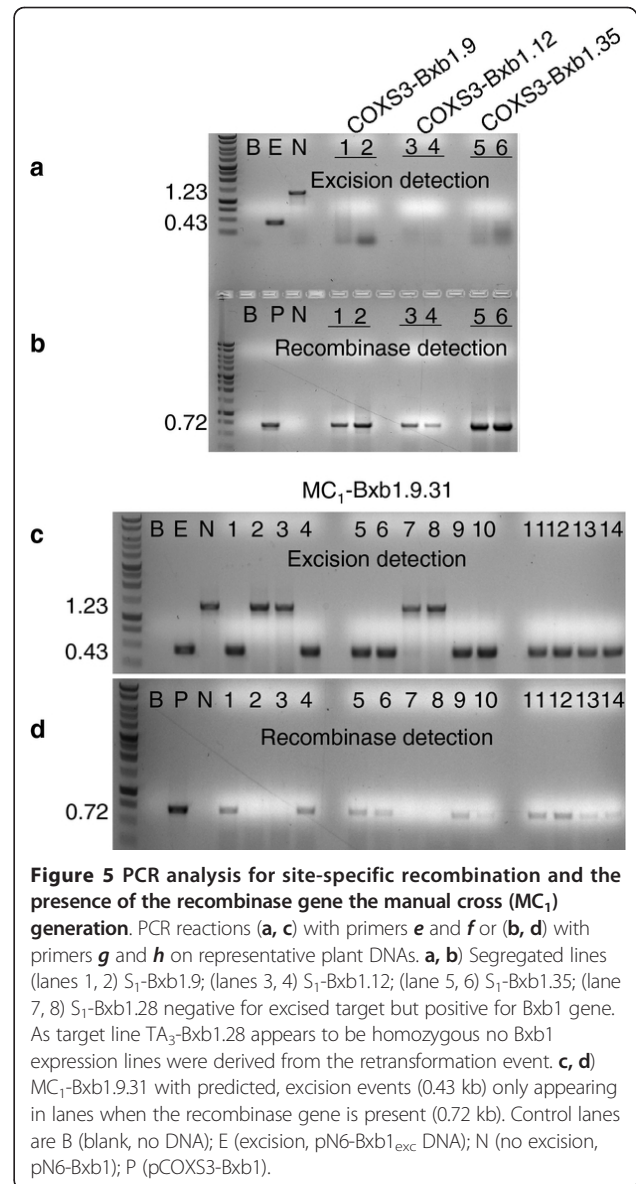 COXS3-Bxb1.9
COXS3-Bxb1.12
COXS3-Bxb1.35
a
B E N 1 2 3 4 5 6
Excision detection
1.23
0.43
b
B P N 1 2 3 4 5 6
Recombinase detection
0.72
MC1-Bxb1.9.31
c
B E N 1 2 3 4 5 6 7 8 9 10 11 12 13 14
Excision detection
1.23
0.43
d
B P N 1 2 3 4 5 6 7 8 9 10 11 12 13 14
Recombinase detection
0.72
Figure 5 PCR analysis for site-specific recombination and the
presence of the recombinase gene the manual cross (MC1)
generation. PCR reactions (a, c) with primers e and f or (b, d) with
primers g and h on representative plant DNAs. a, b) Segregated lines
(lanes 1, 2) S1-Bxb1.9; (lanes 3, 4) S1-Bxb1.12; (lane 5, 6) S1-Bxb1.35; (lane
7, 8) S1-Bxb1.28 negative for excised target but positive for Bxb1 gene.
As target line TA3-Bxb1.28 appears to be homozygous no Bxb1
expression lines were derived from the retransformation event. c, d)
MC1-Bxb1.9.31 with predicted, excision events (0.43 kb) only appearing
in lanes when the recombinase gene is present (0.72 kb). Control lanes
are B (blank, no DNA); E (excision, pN6-Bxb1exc DNA); N (no excision,
pN6-Bxb1); P (pCOXS3-Bxb1).